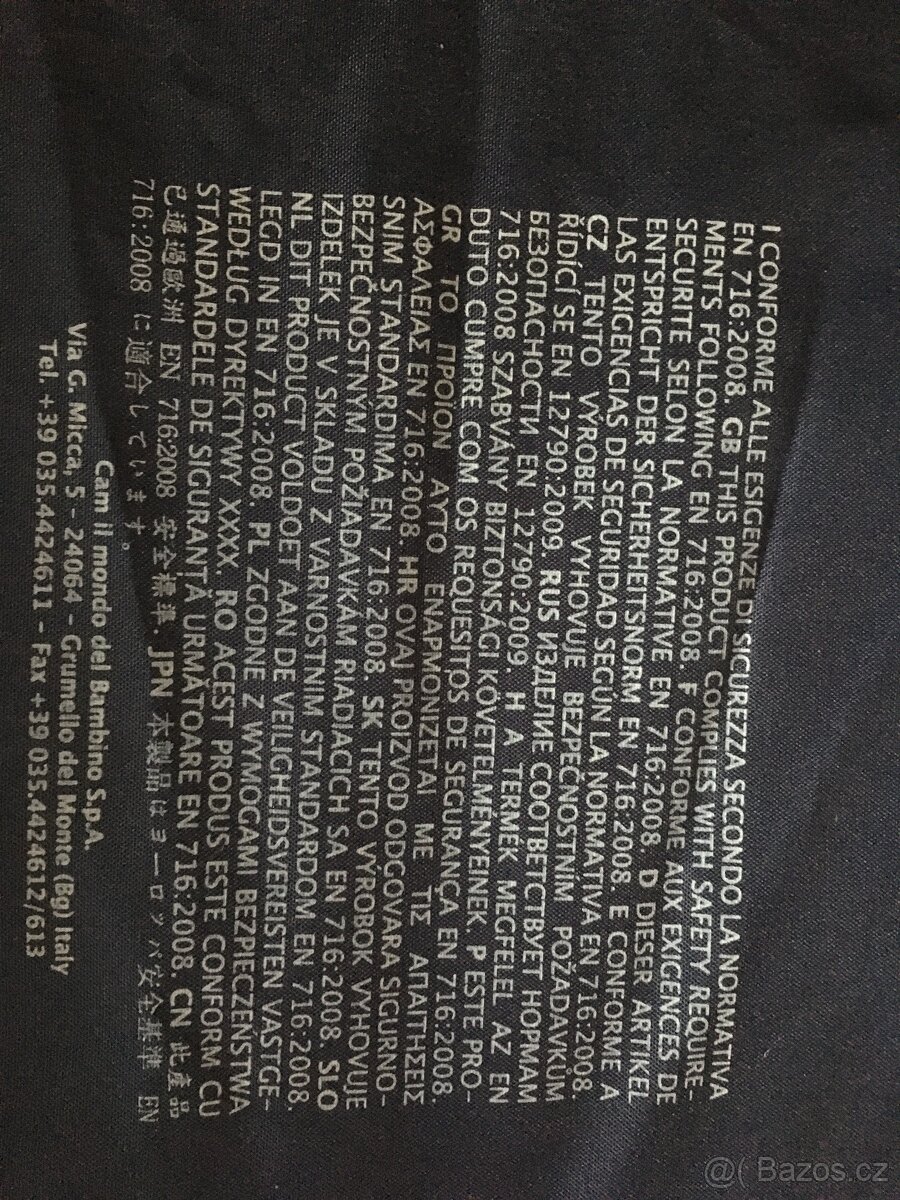 I CONFORME ALLE ESIGENZE DI SICUREZZA SECONDO LA NORMATIVA
EN 716:2008. GB THIS PRODUCT COMPLIES WITH SAFETY REQUIRE-
MENTS FOLLOWING EN 716:2008. F CONFORME AUX EXIGENCES DE
SECURITE SELON LA NORMATIVE EN 716:2008. D DIESER ARTIKEL
ENTSPRICHT DER SICHERHEITSNORM EN 716:2008. E CONFORME A
LAS EXIGENCIAS DE SEGURIDAD SEGÚN LA NORMATIVA EN 716:2008.
CZ TENTO VÝROBEK VYHOVUJE BEZPEČNOSTNÍM POŽADAVKŮM
ŘÍDÍCÍ SE EN 12790:2009. RUS ИЗДЕЛИЕ СООТВЕТСТВУЕТ НОРМАМ
БЕЗОПАСНОСТИ EN 12790:2009 H A TERMÉK MEGFELEL AZ EN
716:2008 SZABVÁNY BIZTONSÁGI KÖVETELMÉNYEINEK. P ESTE PRO-
DUTO CUMPRE COM OS REQUESITOS DE SEGURANÇA EN 716:2008.
GR ΤΟ ΠΡΟΙΟΝ ΑΥΤΟ ΕΝΑΡΜΟΝΙΖΕΤΑΙ ΜΕ ΤΙΣ ΑΠΑΙΤΗΣΕΙΣ
ΑΣΦΑΛΕΙΑΣ EN 716:2008. HR OVAJ PROIZVOD ODGOVARA SIGURNO-
SNIM STANDARDIMA EN 716:2008. SK TENTO VÝROBOK VYHOVUJE
BEZPEČNOSTNÝM POŽIADAVKÁM RIADIACICH SA EN 716:2008. SLO
IZDELEK JE V SKLADU Z VARNOSTNIM STANDARDOM EN 716:2008.
NL DIT PRODUCT VOLDOET AAN DE VEILIGHEIDSVEREISTEN VASTGE-
LEGD IN EN 716:2008. PL ZGODNE Z WYMOGAMI BEZPIECZEŃSTWA
WEDŁUG DYREKTYWY XXXX. RO ACEST PRODUS ESTE CONFORM CU
STANDARDELE DE SIGURANȚĂ URMĂTOARE EN 716:2008. CN 此產品
已通過歐洲 EN 716:2008 安全標準. JPN 本製品はヨーロッパ安全基準 EN
716:2008 に適合しています。
Cam il mondo del Bambino S.p.A.
Via G. Micca, 5 - 24064 - Grumello del Monte (Bg) Italy
Tel. +39 035.4424611 - Fax +39 035.4424612/613
@( Bazos.cz